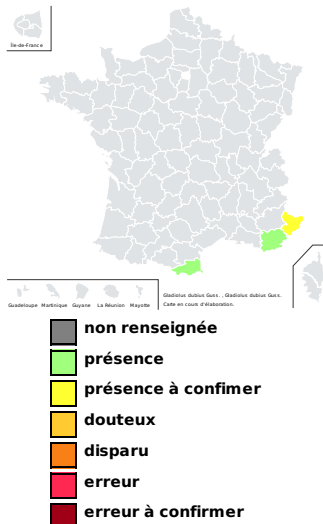 Île-de-France
Guadeloupe Martinique Guyane La Réunion Mayotte
Gladiolus dubius Guss. , Gladiolus dubius Guss.
Carte en cours d'élaboration.
non renseignée
présence
présence à confimer
douteux
disparu
erreur
erreur à confirmer